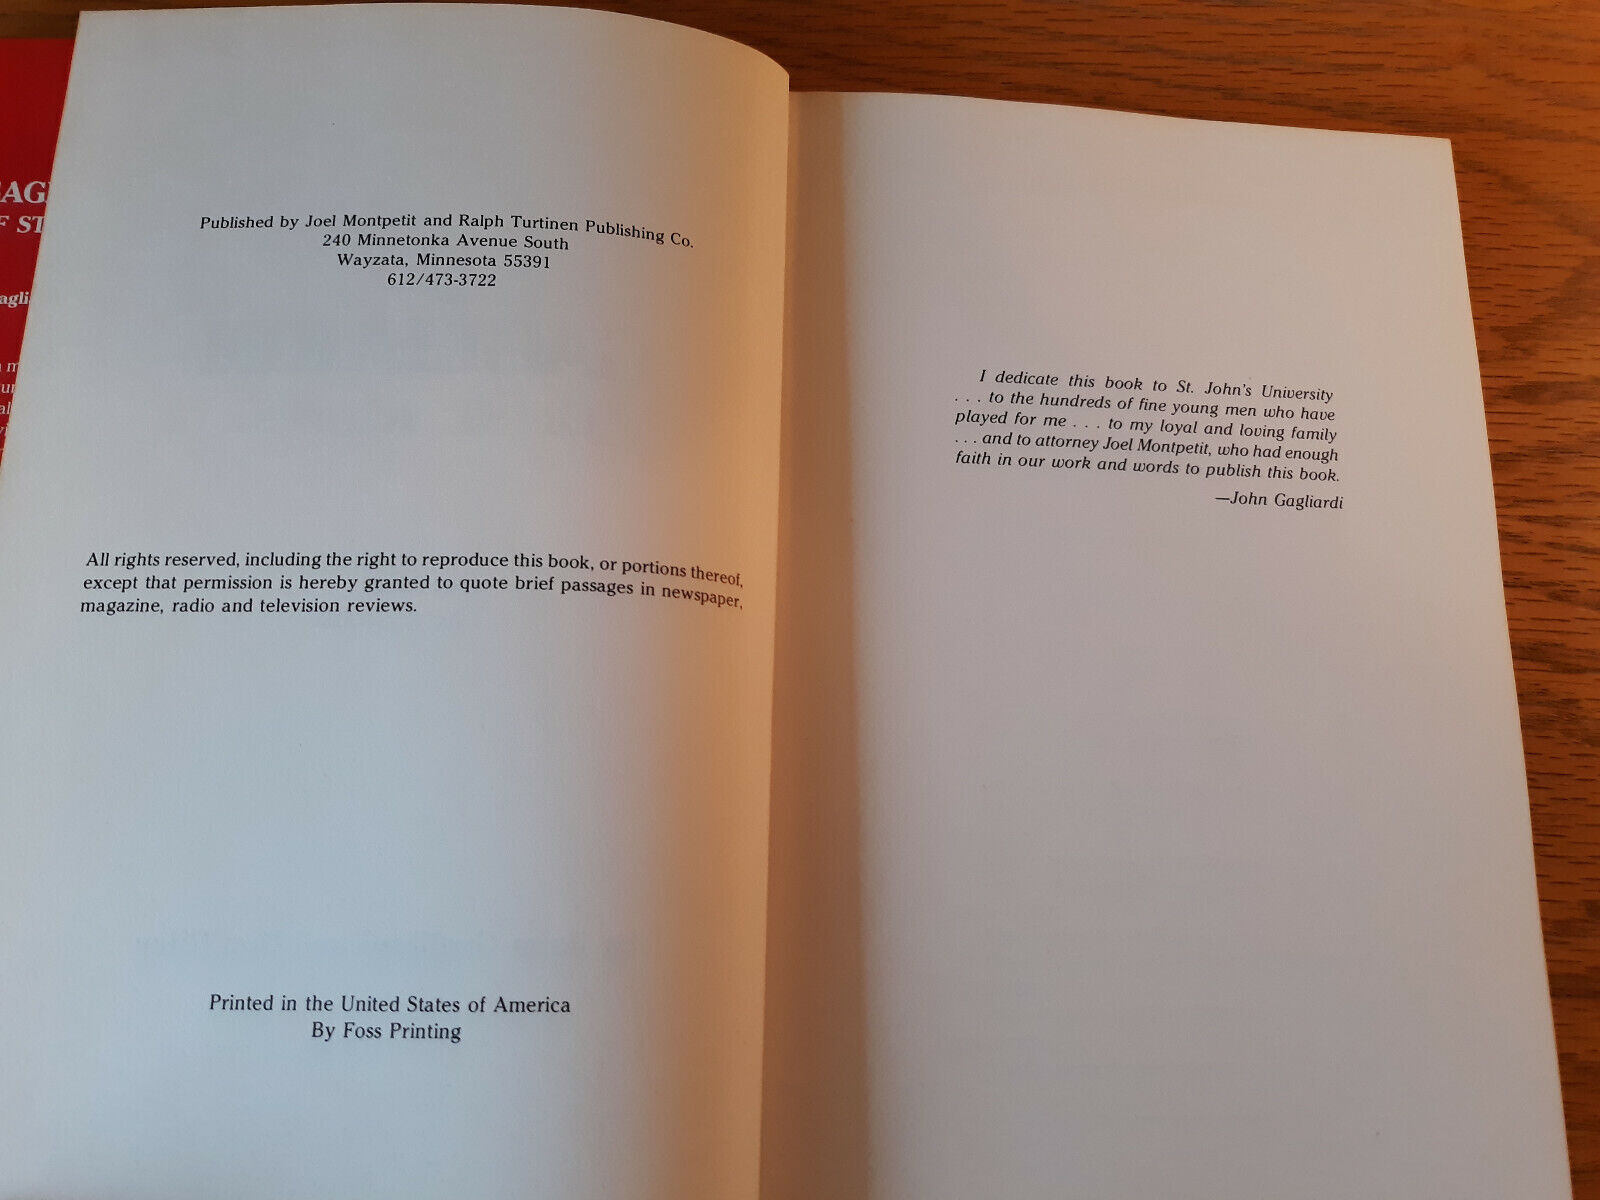 Published by Joel Montpetit and Ralph Turtinen Publishing Co.
240 Minnetonka Avenue South
Wayzata, Minnesota 55391
612/473-3722
All rights reserved, including the right to reproduce this book, or portions thereof,
except that permission is hereby granted to quote brief passages in newspaper,
magazine, radio and television reviews.
Printed in the United States of America
By Foss Printing
I dedicate this book to St. John's University
. . . to the hundreds of fine young men who have
played for me . . . to my loyal and loving family
. . . and to attorney Joel Montpetit, who had enough
faith in our work and words to publish this book.
—John Gagliardi